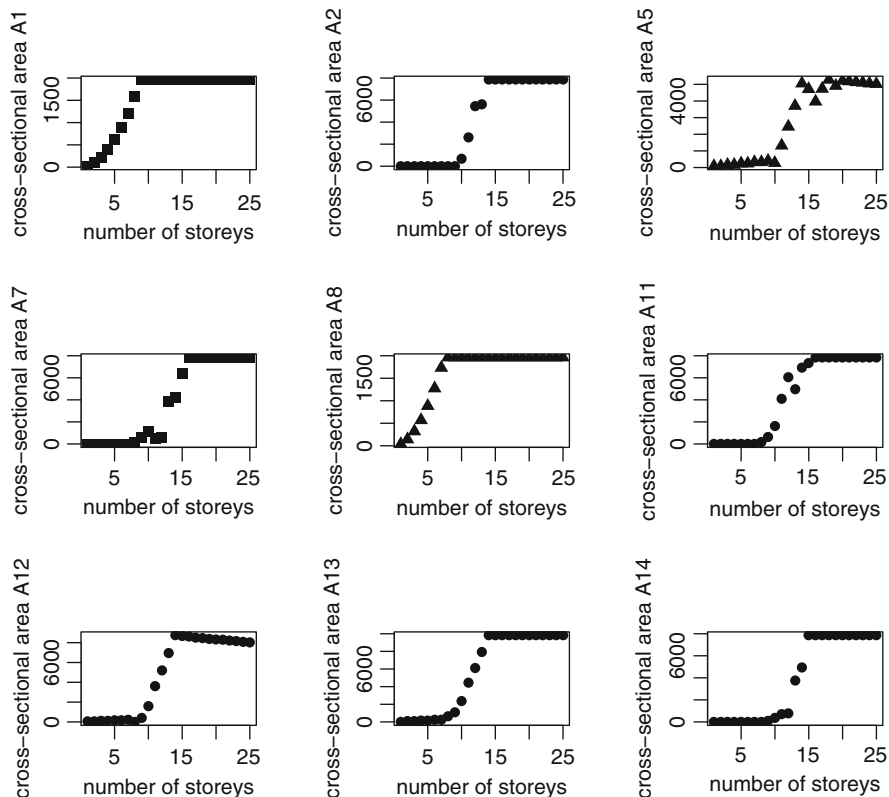 cross−sectional area A1
1500
0
5
15
25
number of storeys
cross−sectional area A2
6000
0
5
15
25
number of storeys
cross−sectional area A5
4000
0
5
15
25
number of storeys
cross−sectional area A7
6000
0
5
15
25
number of storeys
cross−sectional area A8
1500
0
5
15
25
number of storeys
cross−sectional area A11
6000
0
5
15
25
number of storeys
cross−sectional area A12
6000
0
5
15
25
number of storeys
cross−sectional area A13
6000
0
5
15
25
number of storeys
cross−sectional area A14
6000
0
5
15
25
number of storeys